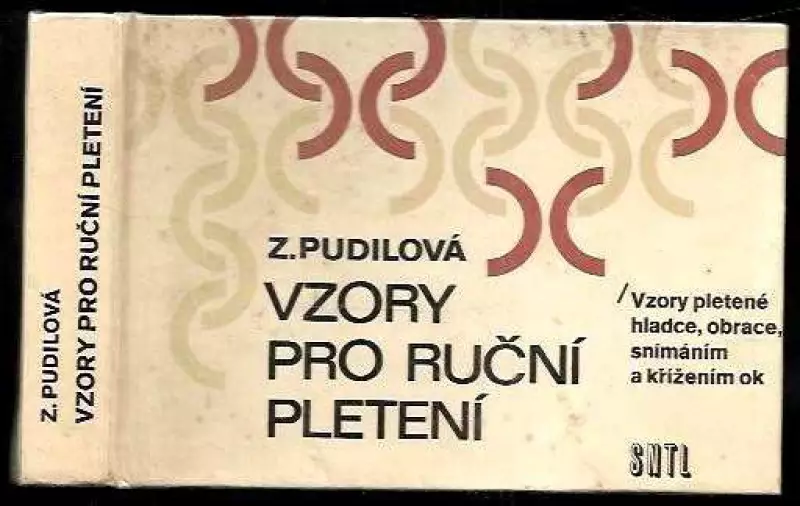 Z. PUDILOVÁ
VZORY PRO RUČNÍ PLETENÍ
Z.PUDILOVÁ
VZORY
PRO RUČNÍ
PLETENÍ
/Vzory pletené
hladce, obrace,
snímáním
a křížením ok
SNTL